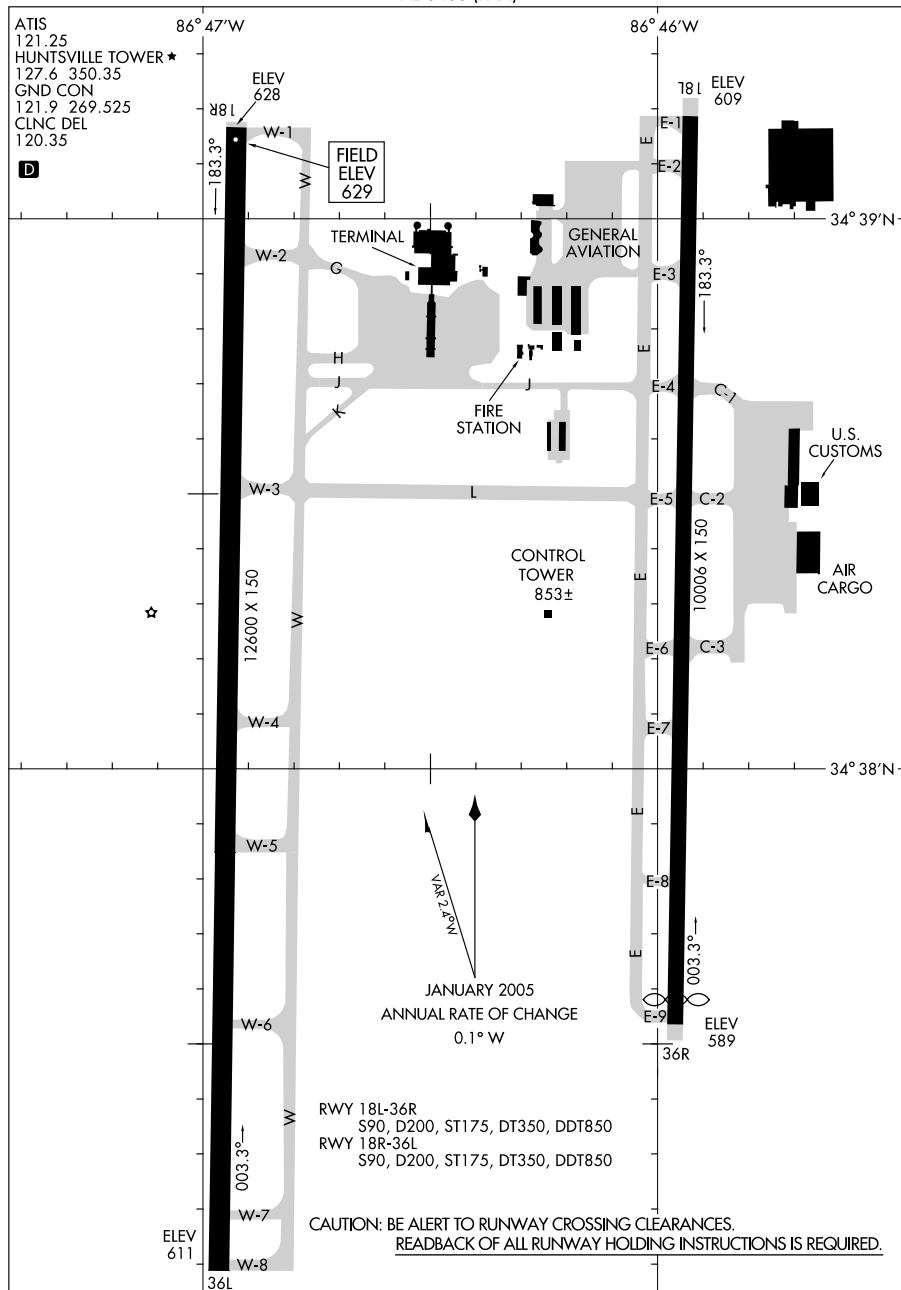 ATIS
121.25
HUNTSVILLE TOWER ★
127.6 350.35
GND CON
121.9 269.525
CLNC DEL
120.35
D
86°47'W
86°46'W
18R
ELEV
628
18L
ELEV
609
W-1
E-1
E
E-2
183.3°
FIELD
ELEV
629
W
34°39'N
TERMINAL
GENERAL
AVIATION
W-2
G
E-3
183.3°
H
E
J
J
E-4
C-1
K
FIRE
STATION
U.S.
CUSTOMS
W-3
L
E-5
C-2
CONTROL
TOWER
853±
E
10006 X 150
AIR
CARGO
12600 X 150
W
E-6
C-3
W-4
E-7
34°38'N
E
W-5
VAR 2.4°W
E-8
E
003.3°
JANUARY 2005
ANNUAL RATE OF CHANGE
0.1° W
W-6
E-9
ELEV
589
36R
W
RWY 18L-36R
S90, D200, ST175, DT350, DDT850
RWY 18R-36L
S90, D200, ST175, DT350, DDT850
003.3°
W-7
CAUTION: BE ALERT TO RUNWAY CROSSING CLEARANCES.
READBACK OF ALL RUNWAY HOLDING INSTRUCTIONS IS REQUIRED.
ELEV
611
W-8
36L